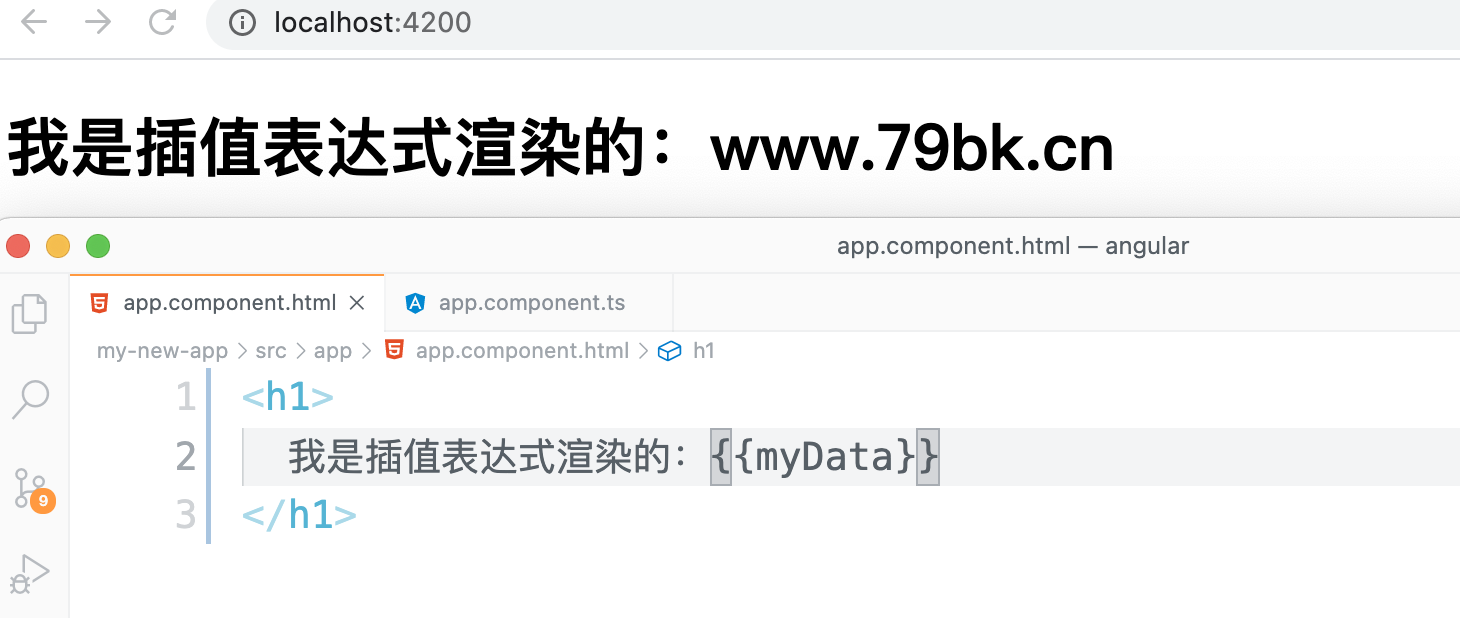 localhost:4200
我是插值表达式渲染的：www.79bk.cn
app.component.html — angular
app.component.html app.component.ts
my-new-app > src > app > app.component.html > h1
1 <h1>
2 我是插值表达式渲染的：{{myData}}
3 </h1>
9